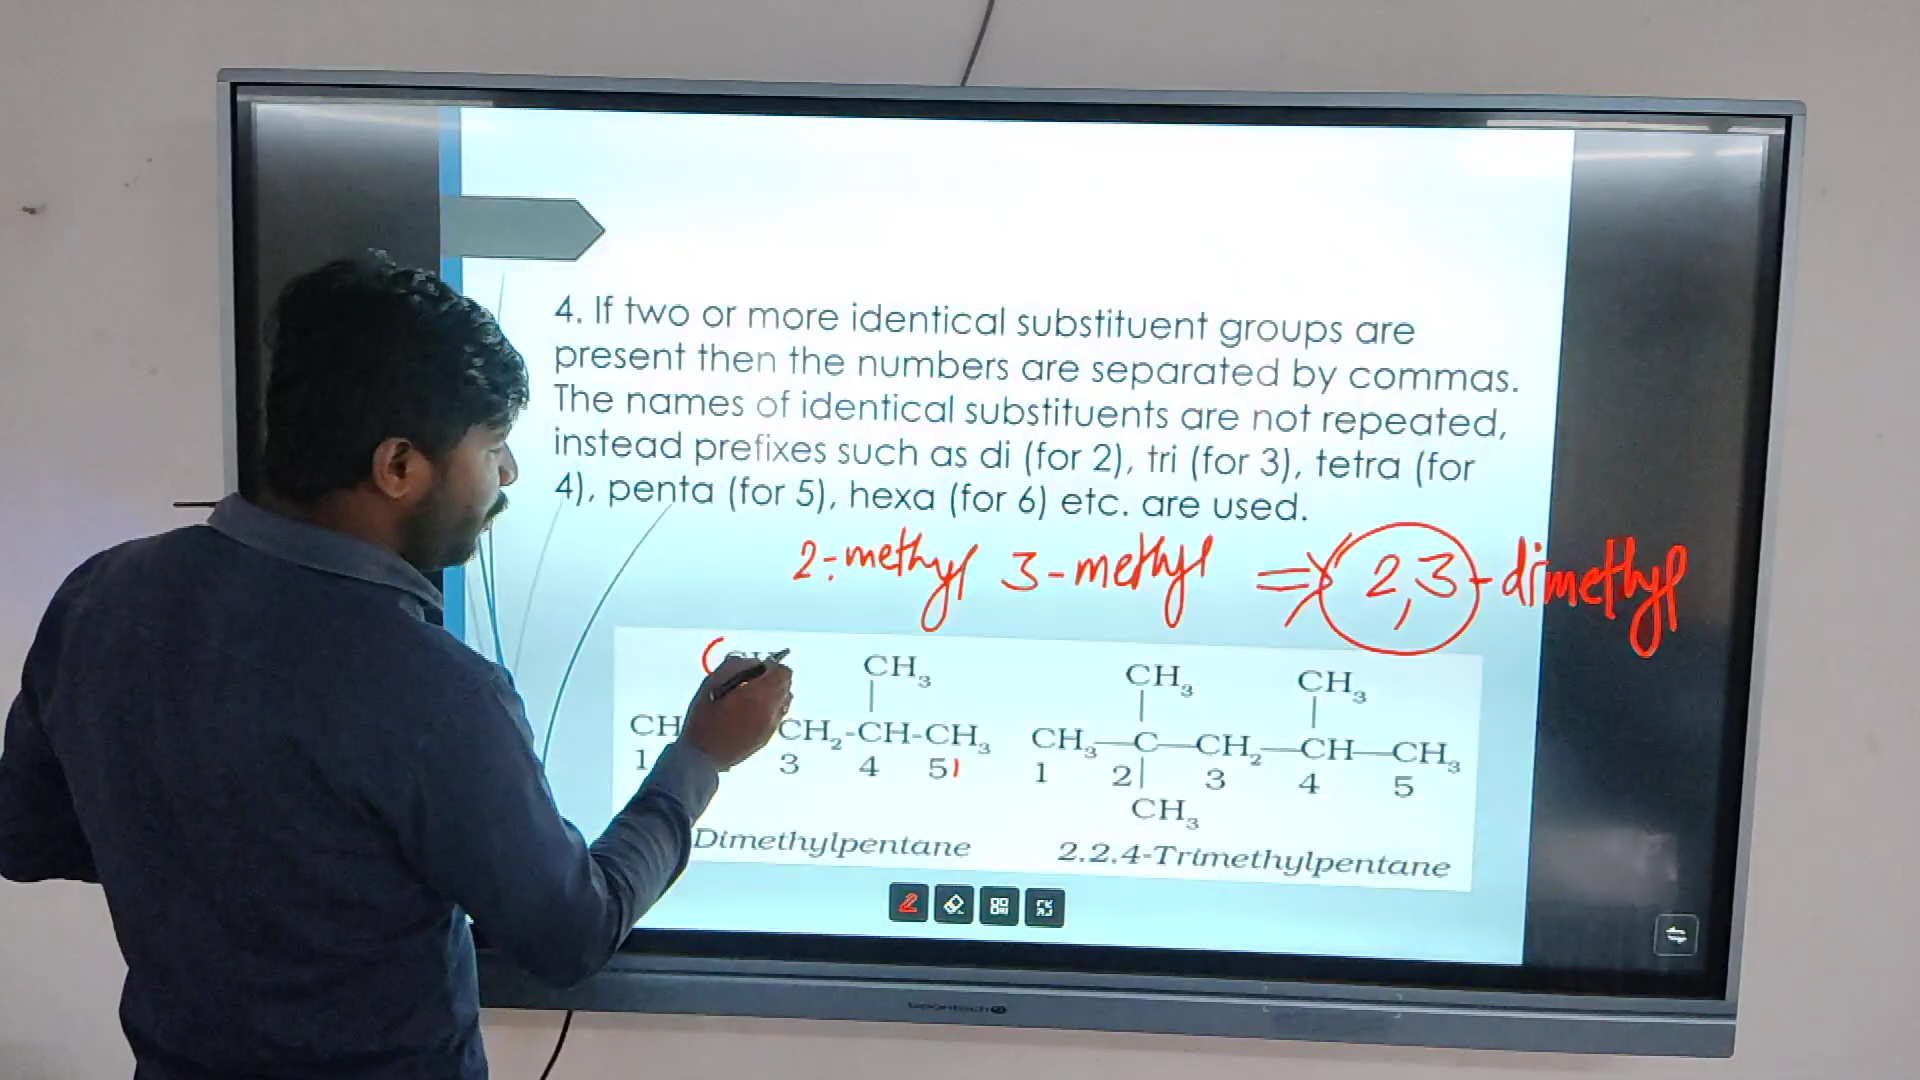 4. If two or more identical substituent groups are
present then the numbers are separated by commas.
The names of identical substituents are not repeated,
instead prefixes such as di (for 2), tri (for 3), tetra (for
4), penta (for 5), hexa (for 6) etc. are used.
2-methyl 3-methyl ⇒ 2,3-dimethyl
CH₃ CH₃ CH₃
CH CH₂-CH-CH₃ CH₃—C—CH₂—CH—CH₃
1 3 4 5 1 2 3 4 5
CH₃
Dimethylpentane 2.2.4-Trimethylpentane